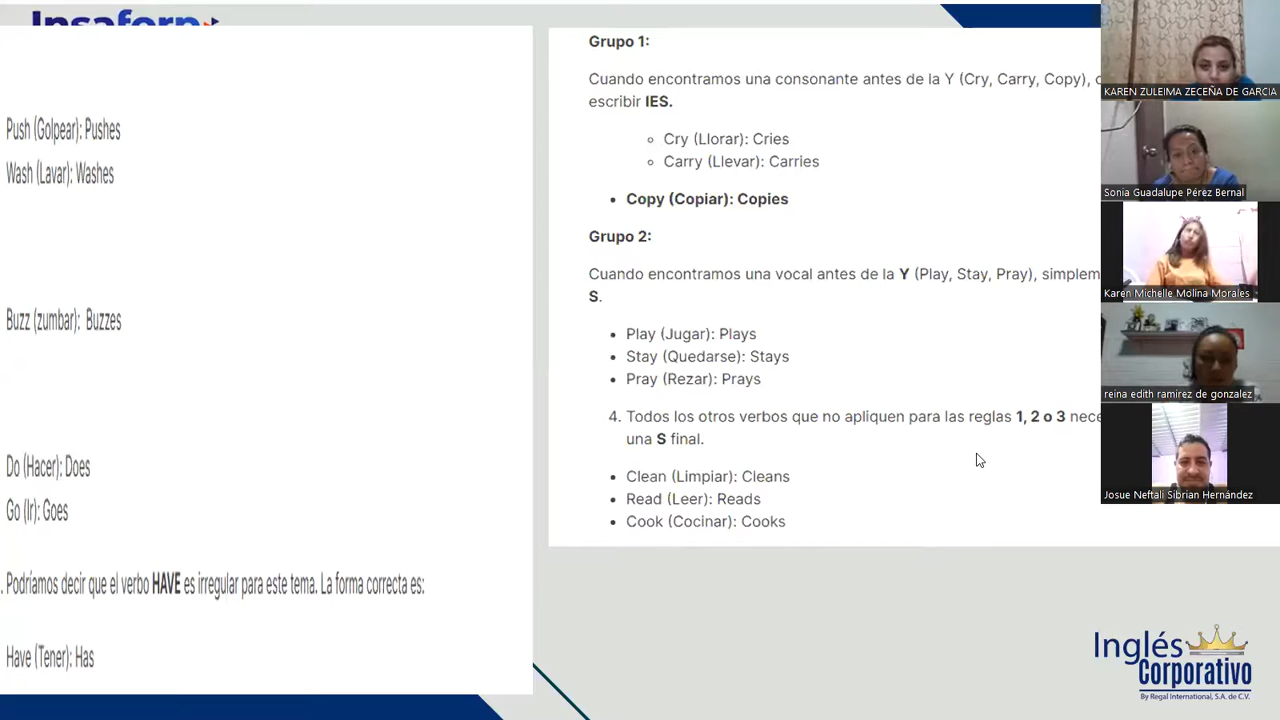 Insaforp
Push (Golpear): Pushes
Wash (Lavar): Washes
Buzz (zumbar): Buzzes
Do (Hacer): Does
Go (Ir): Goes
. Podríamos decir que el verbo HAVE es irregular para este tema. La forma correcta es:
Have (Tener): Has
Grupo 1:
Cuando encontramos una consonante antes de la Y (Cry, Carry, Copy),
escribir IES.
Cry (Llorar): Cries
Carry (Llevar): Carries
Copy (Copiar): Copies
Grupo 2:
Cuando encontramos una vocal antes de la Y (Play, Stay, Pray), simplem
S.
Play (Jugar): Plays
Stay (Quedarse): Stays
Pray (Rezar): Prays
4. Todos los otros verbos que no apliquen para las reglas 1, 2 o 3 nece
una S final.
Clean (Limpiar): Cleans
Read (Leer): Reads
Cook (Cocinar): Cooks
KAREN ZULEIMA ZECEÑA DE GARCIA
Sonia Guadalupe Pérez Bernal
Karen Michelle Molina Morales
reina edith ramirez de gonzalez
Josue Neftali Sibrian Hernández
Inglés
Corporativo
By Regal International, S.A. de C.V.